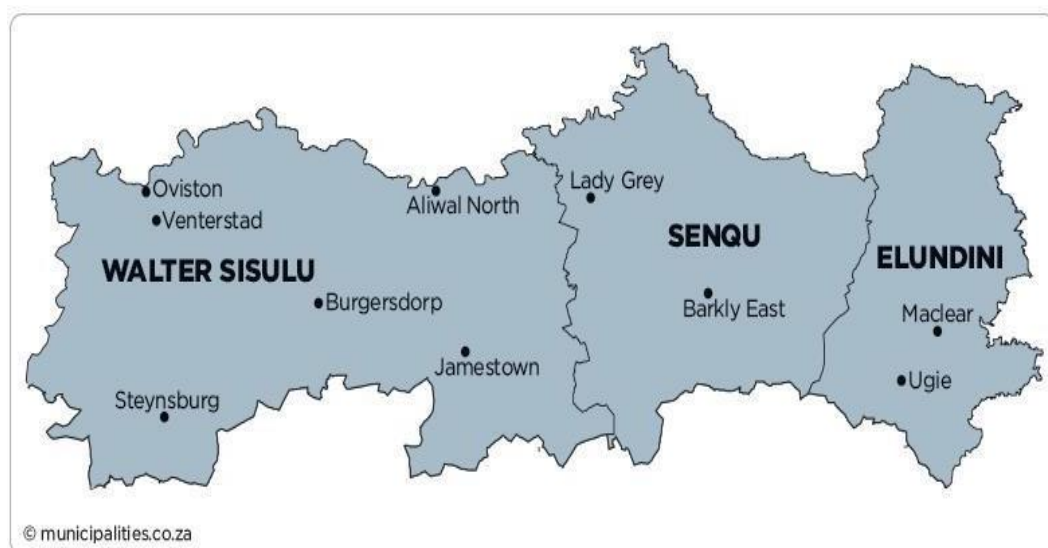 Oviston
Venterstad
Aliwal North
Lady Grey
WALTER SISULU
SENQU
ELUNDINI
Burgersdorp
Barkly East
Maclear
Jamestown
Ugie
Steynsburg
© municipalities.co.za